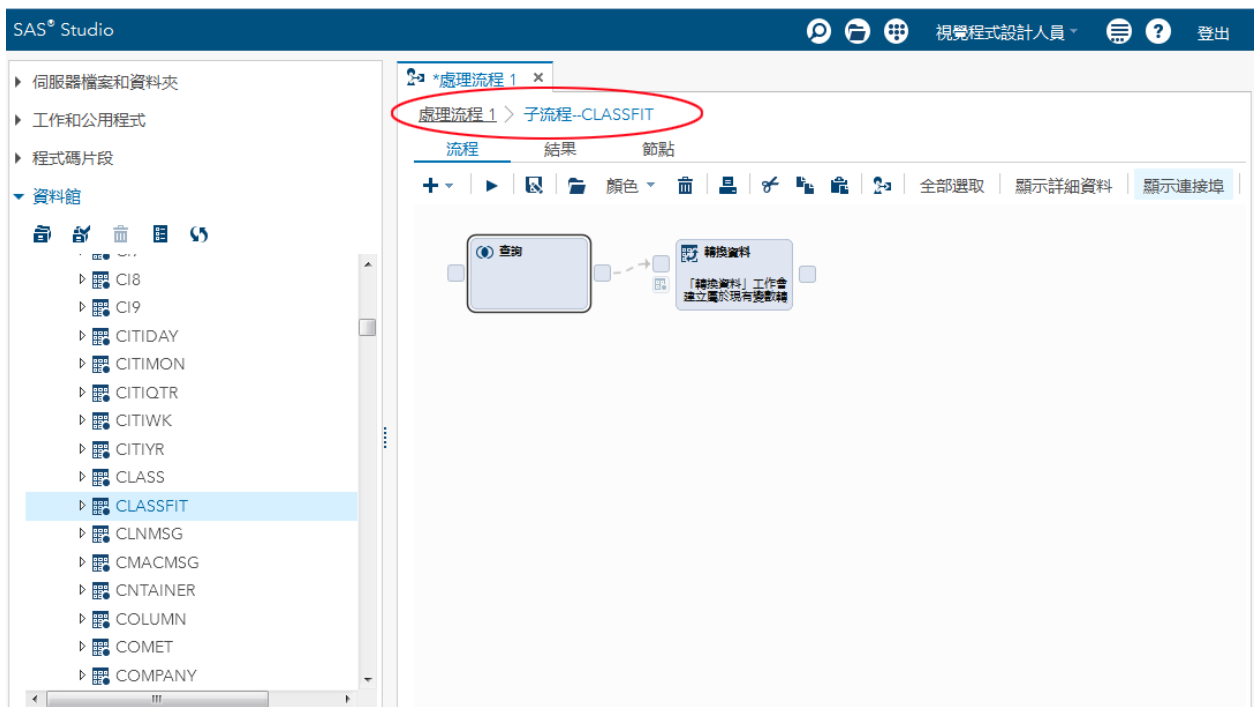 SAS® Studio
視覺程式設計人員
登出
伺服器檔案和資料夾
工作和公用程式
程式碼片段
資料館
CI8
CI9
CITIDAY
CITIMON
CITIQTR
CITIWK
CITIYR
CLASS
CLASSFIT
CLNMSG
CMACMSG
CNTAINER
COLUMN
COMET
COMPANY
*處理流程 1
處理流程 1 > 子流程--CLASSFIT
流程 結果 節點
顏色 全部選取 顯示詳細資料 顯示連接埠
查詢
轉換資料
「轉換資料」工作會
建立屬於現有變數轉